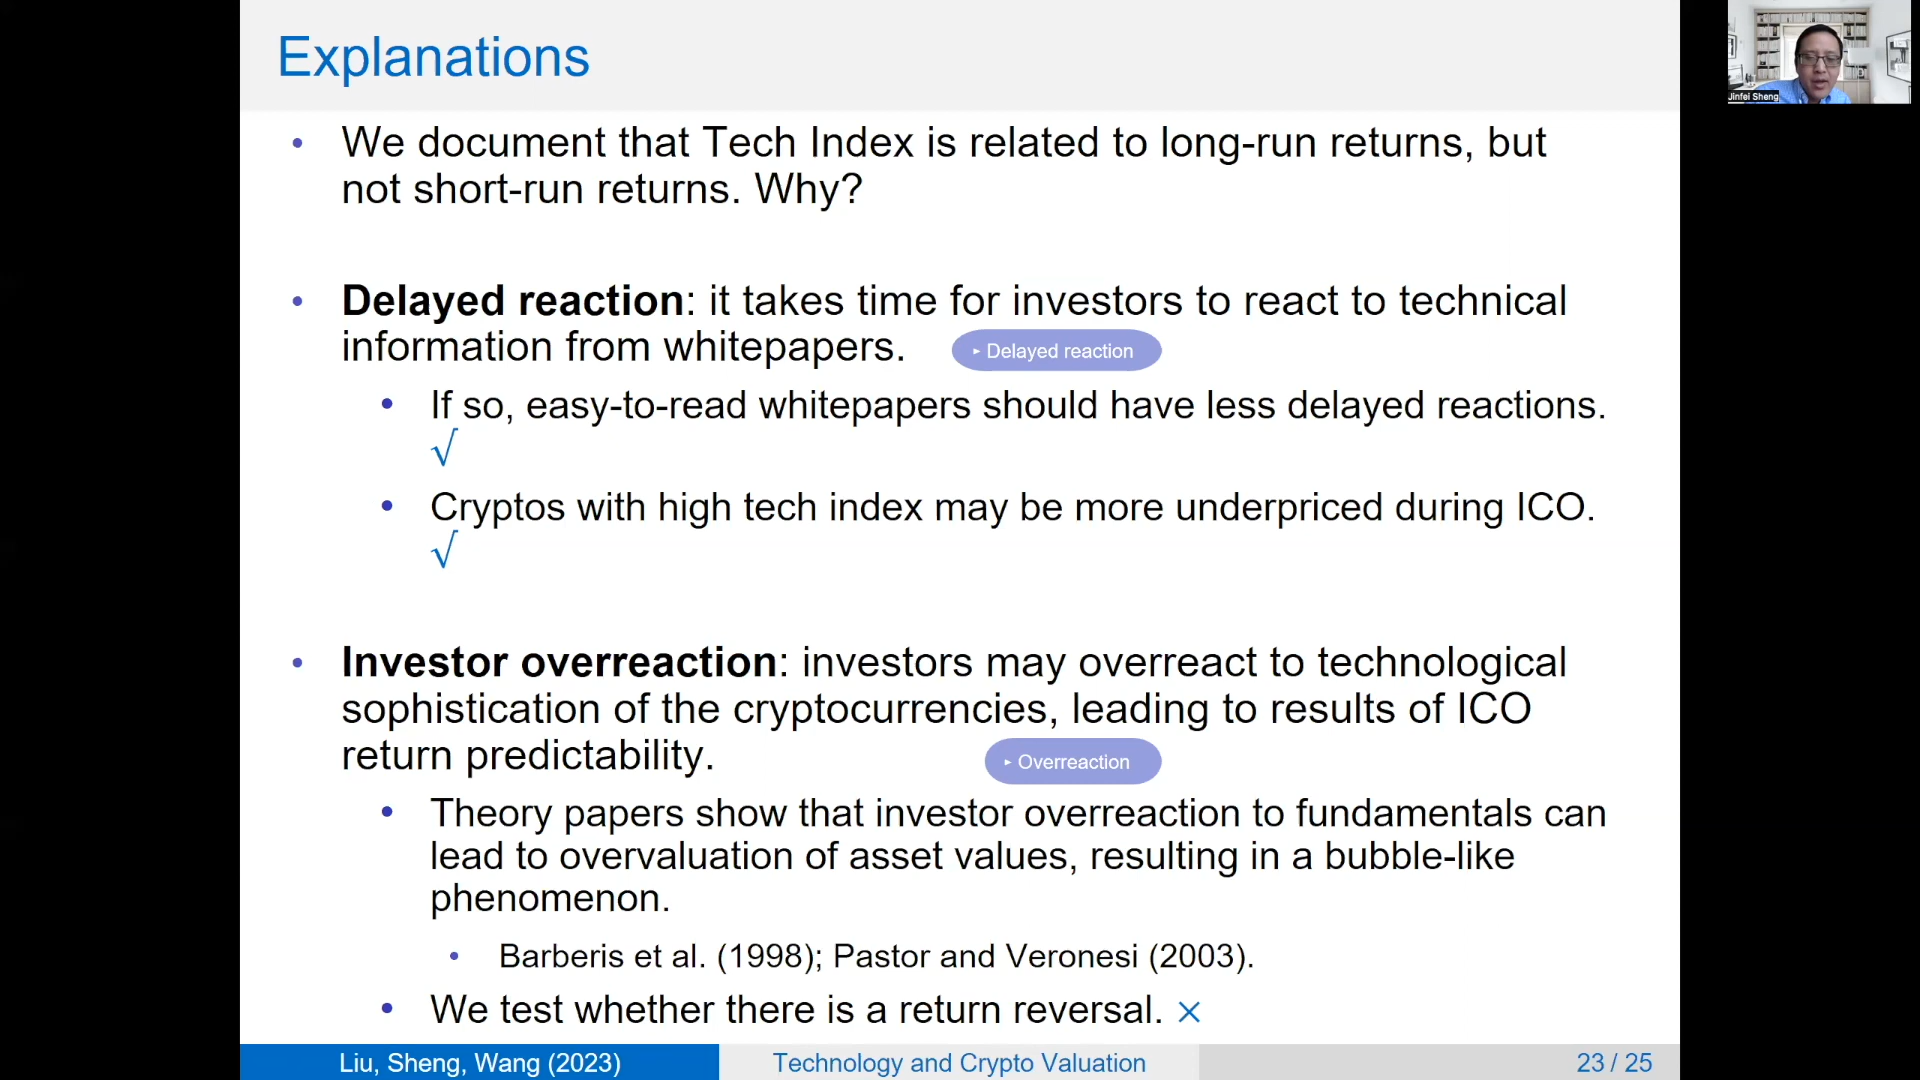 Explanations
Jinfei Sheng
• We document that Tech Index is related to long-run returns, but
not short-run returns. Why?
• Delayed reaction: it takes time for investors to react to technical
information from whitepapers.
▸ Delayed reaction
• If so, easy-to-read whitepapers should have less delayed reactions.
√
• Cryptos with high tech index may be more underpriced during ICO.
√
• Investor overreaction: investors may overreact to technological
sophistication of the cryptocurrencies, leading to results of ICO
return predictability.
▸ Overreaction
• Theory papers show that investor overreaction to fundamentals can
lead to overvaluation of asset values, resulting in a bubble-like
phenomenon.
• Barberis et al. (1998); Pastor and Veronesi (2003).
• We test whether there is a return reversal. ×
Liu, Sheng, Wang (2023)
Technology and Crypto Valuation
23 / 25